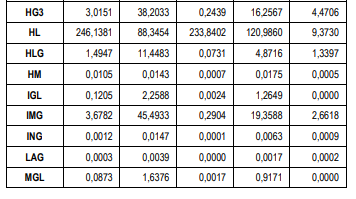 HG3 3,0151 38,2033 0,2439 16,2567 4,4706
HL 246,1381 88,3454 233,8402 120,9860 9,3730
HLG 1,4947 11,4483 0,0731 4,8716 1,3397
HM 0,0105 0,0143 0,0007 0,0175 0,0005
IGL 0,1205 2,2588 0,0024 1,2649 0,0000
IMG 3,6782 45,4933 0,2904 19,3588 2,6618
ING 0,0012 0,0147 0,0001 0,0063 0,0009
LAG 0,0003 0,0039 0,0000 0,0017 0,0002
MGL 0,0873 1,6376 0,0017 0,9171 0,0000